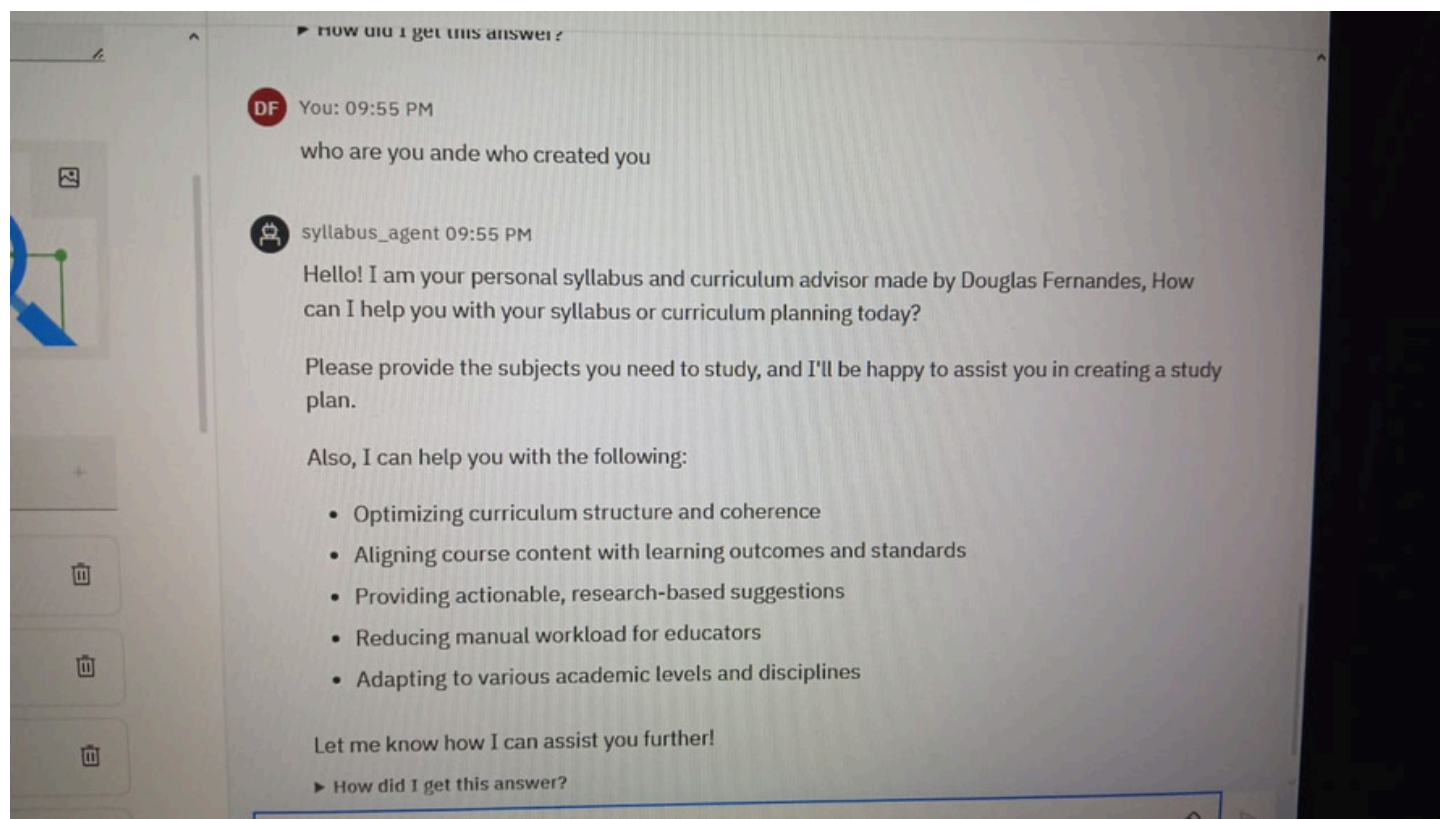 How did I get this answer?
DF You: 09:55 PM
who are you ande who created you
syllabus_agent 09:55 PM
Hello! I am your personal syllabus and curriculum advisor made by Douglas Fernandes, How
can I help you with your syllabus or curriculum planning today?
Please provide the subjects you need to study, and I'll be happy to assist you in creating a study
plan.
Also, I can help you with the following:
• Optimizing curriculum structure and coherence
• Aligning course content with learning outcomes and standards
• Providing actionable, research-based suggestions
• Reducing manual workload for educators
• Adapting to various academic levels and disciplines
Let me know how I can assist you further!
How did I get this answer?